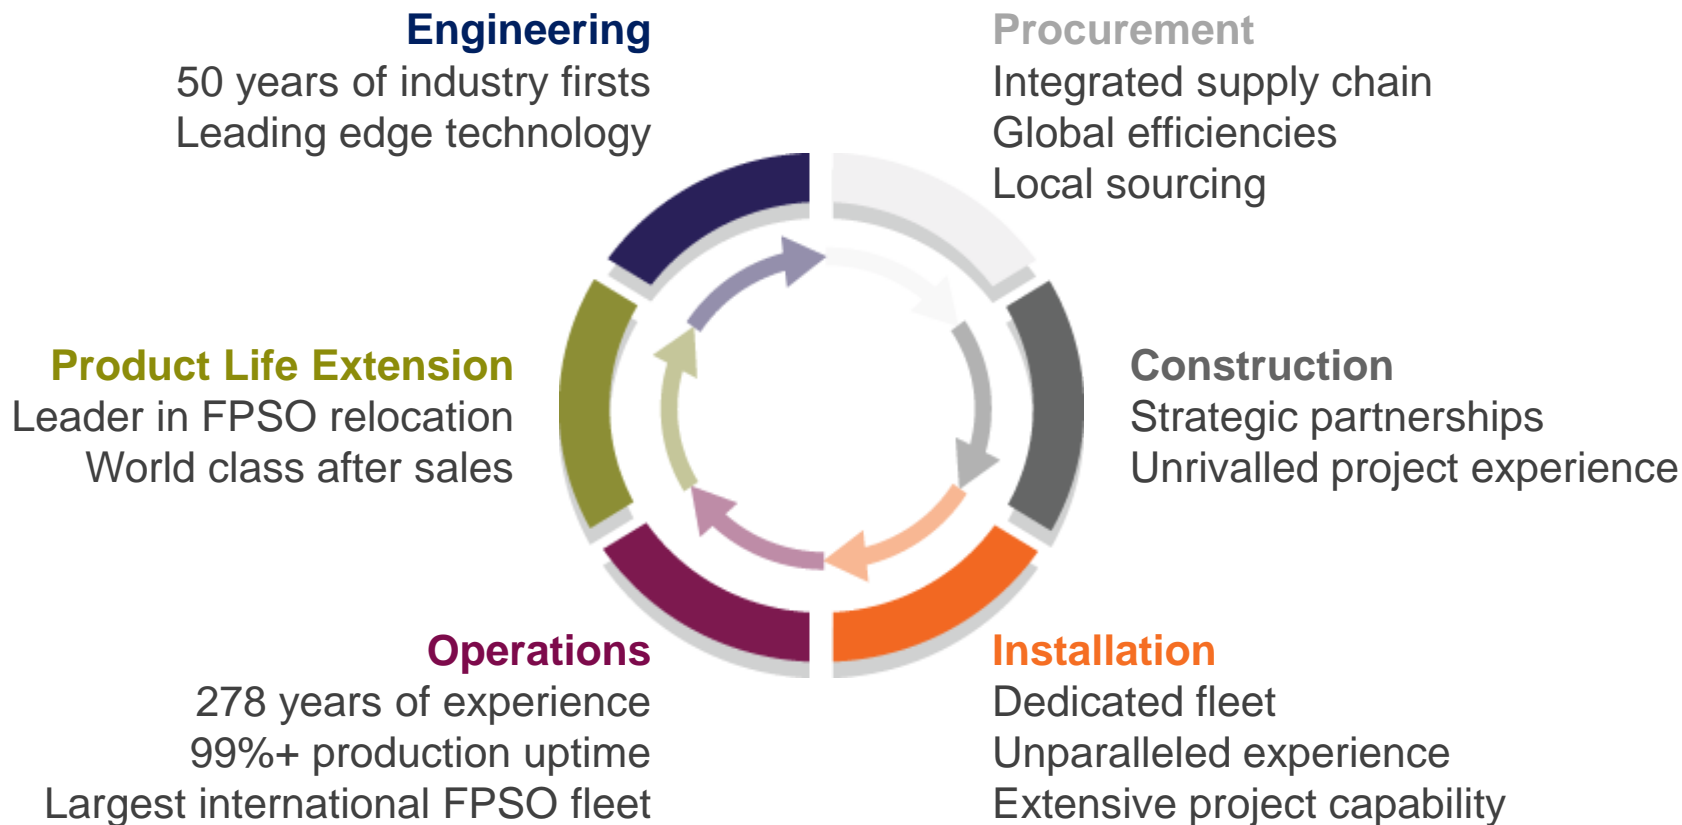 Engineering
50 years of industry firsts
Leading edge technology
Procurement
Integrated supply chain
Global efficiencies
Local sourcing
Product Life Extension
Leader in FPSO relocation
World class after sales
Construction
Strategic partnerships
Unrivalled project experience
Operations
278 years of experience
99%+ production uptime
Largest international FPSO fleet
Installation
Dedicated fleet
Unparalleled experience
Extensive project capability